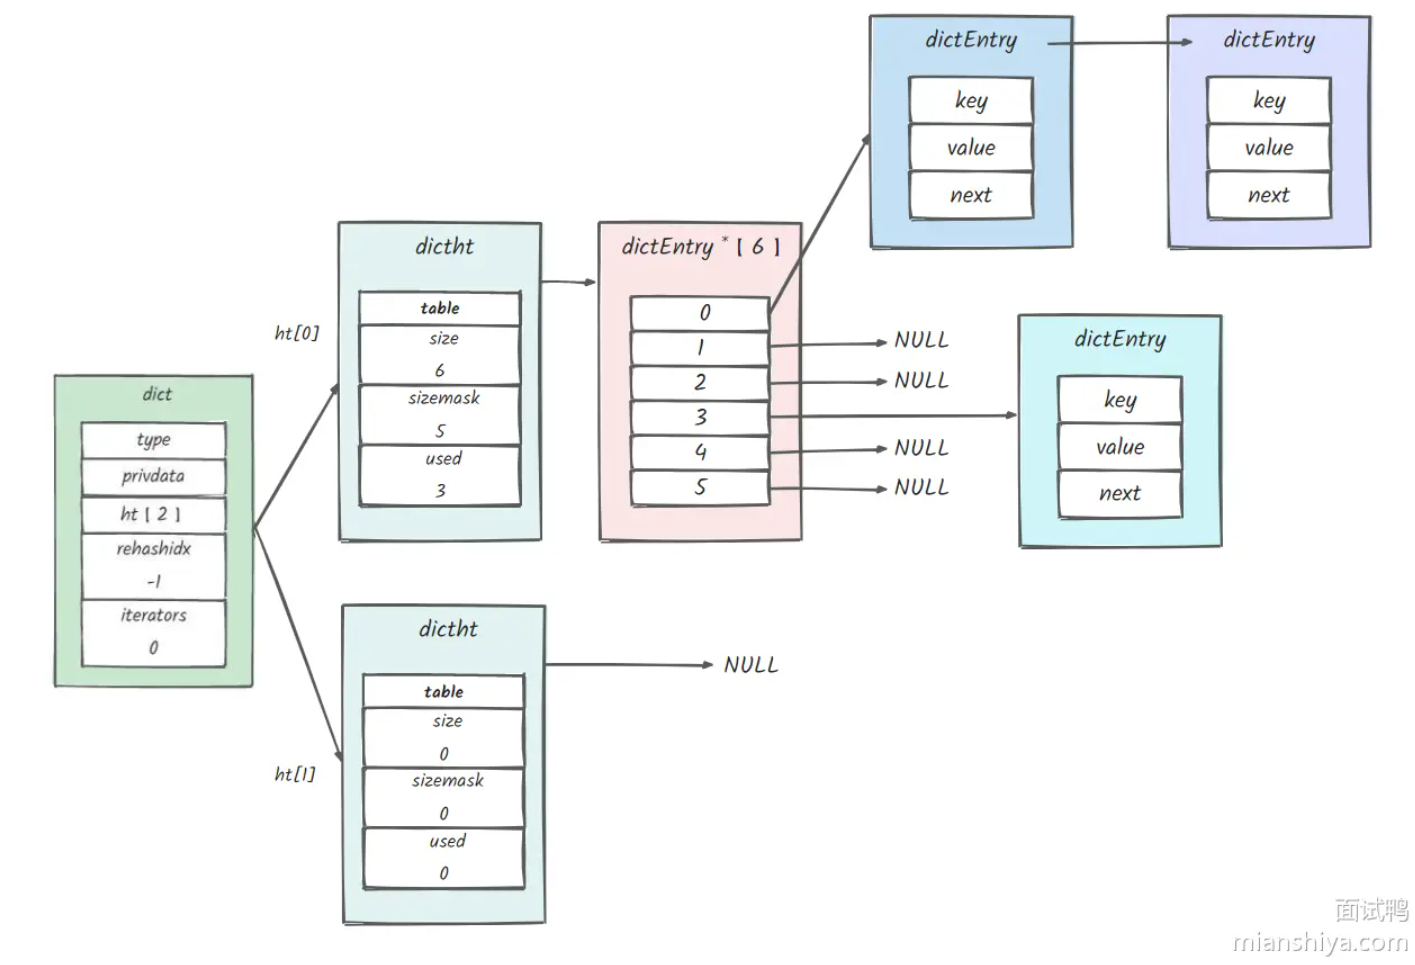 dict
type
privdata
ht [ 2 ]
rehashidx
-1
iterators
0
ht[0]
dictht
table
size
6
sizemask
5
used
3
dictEntry * [ 6 ]
0
1
2
3
4
5
NULL
NULL
NULL
NULL
dictEntry
key
value
next
dictEntry
key
value
next
dictEntry
key
value
next
ht[1]
dictht
table
size
0
sizemask
0
used
0
NULL
面试鸭
mianshiya.com